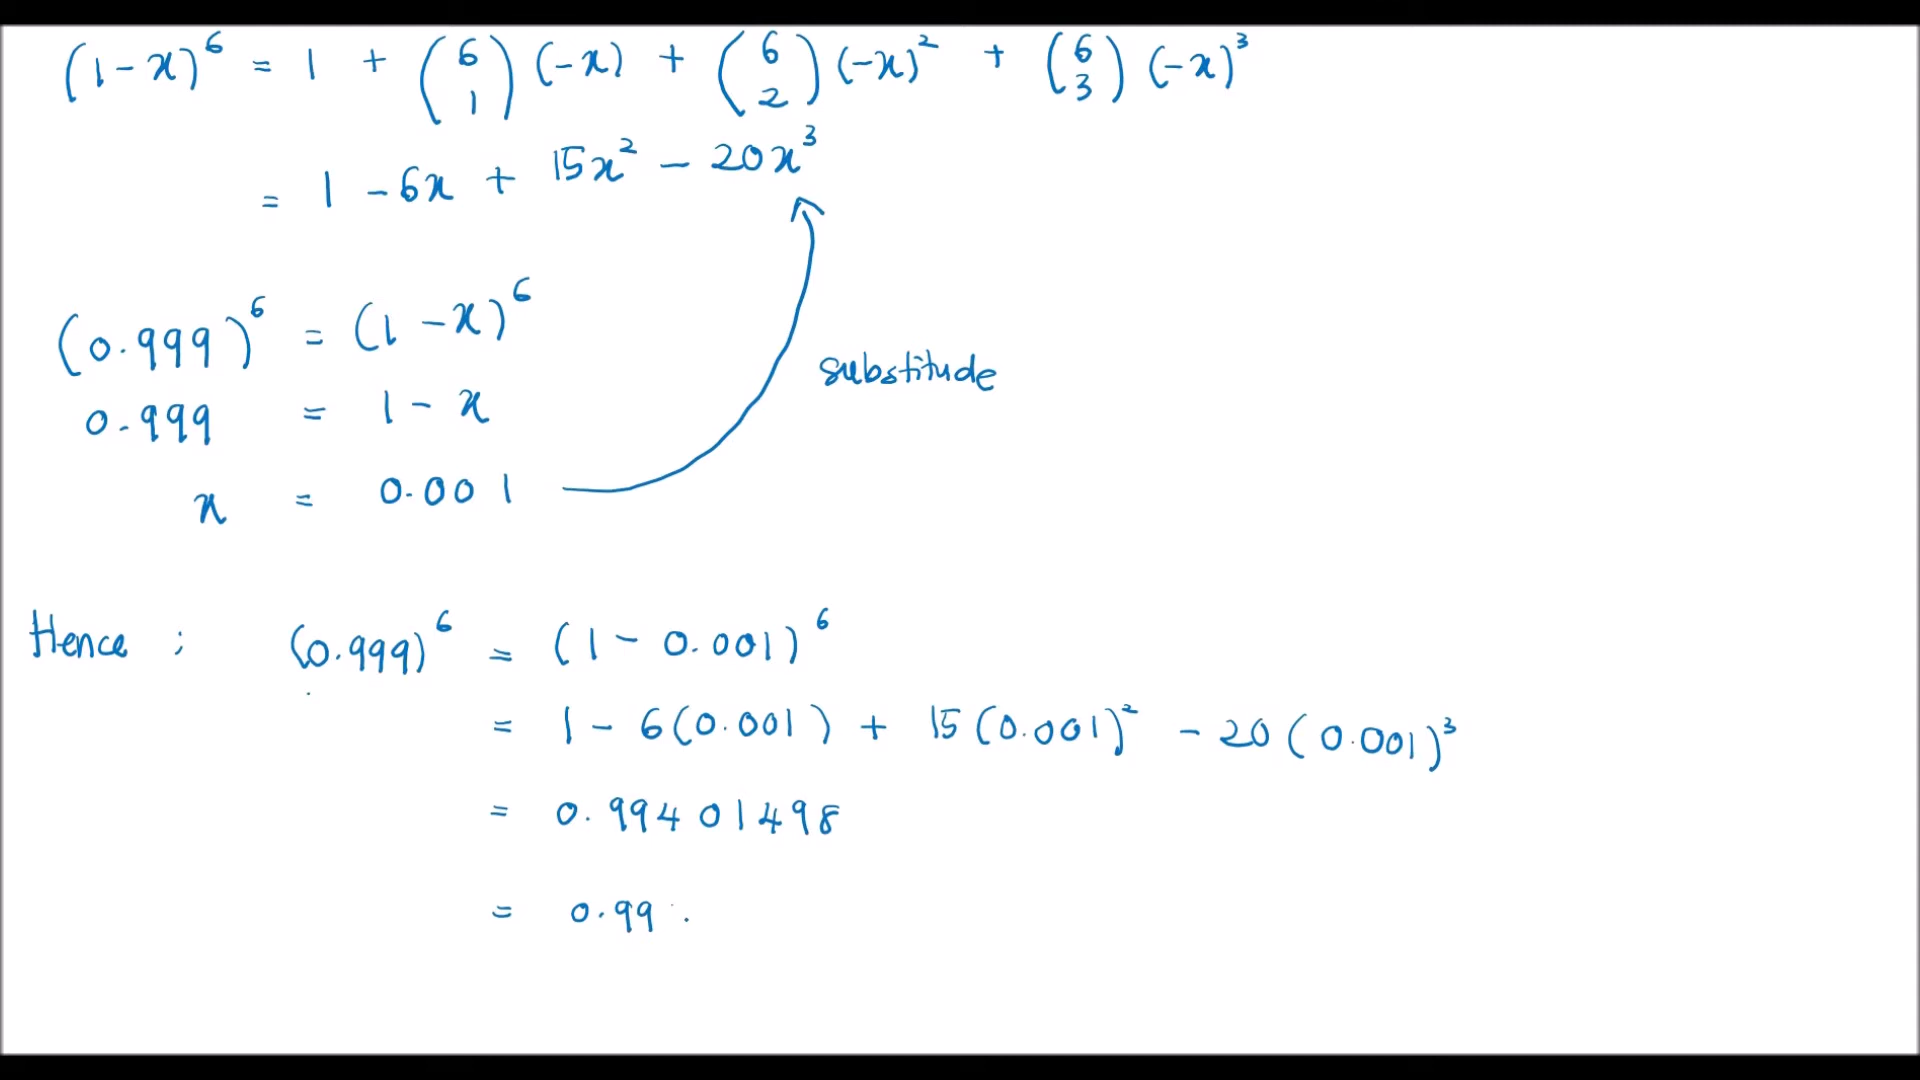 (1-x)^6 = 1 + (6 1)(-x) + (6 2)(-x)^2 + (6 3)(-x)^3
= 1 - 6x + 15x^2 - 20x^3
(0.999)^6 = (1-x)^6
0.999 = 1 - x
substitude
x = 0.001
Hence ; (0.999)^6 = (1 - 0.001)^6
= 1 - 6(0.001) + 15(0.001)^2 - 20(0.001)^3
= 0.99401498
= 0.99